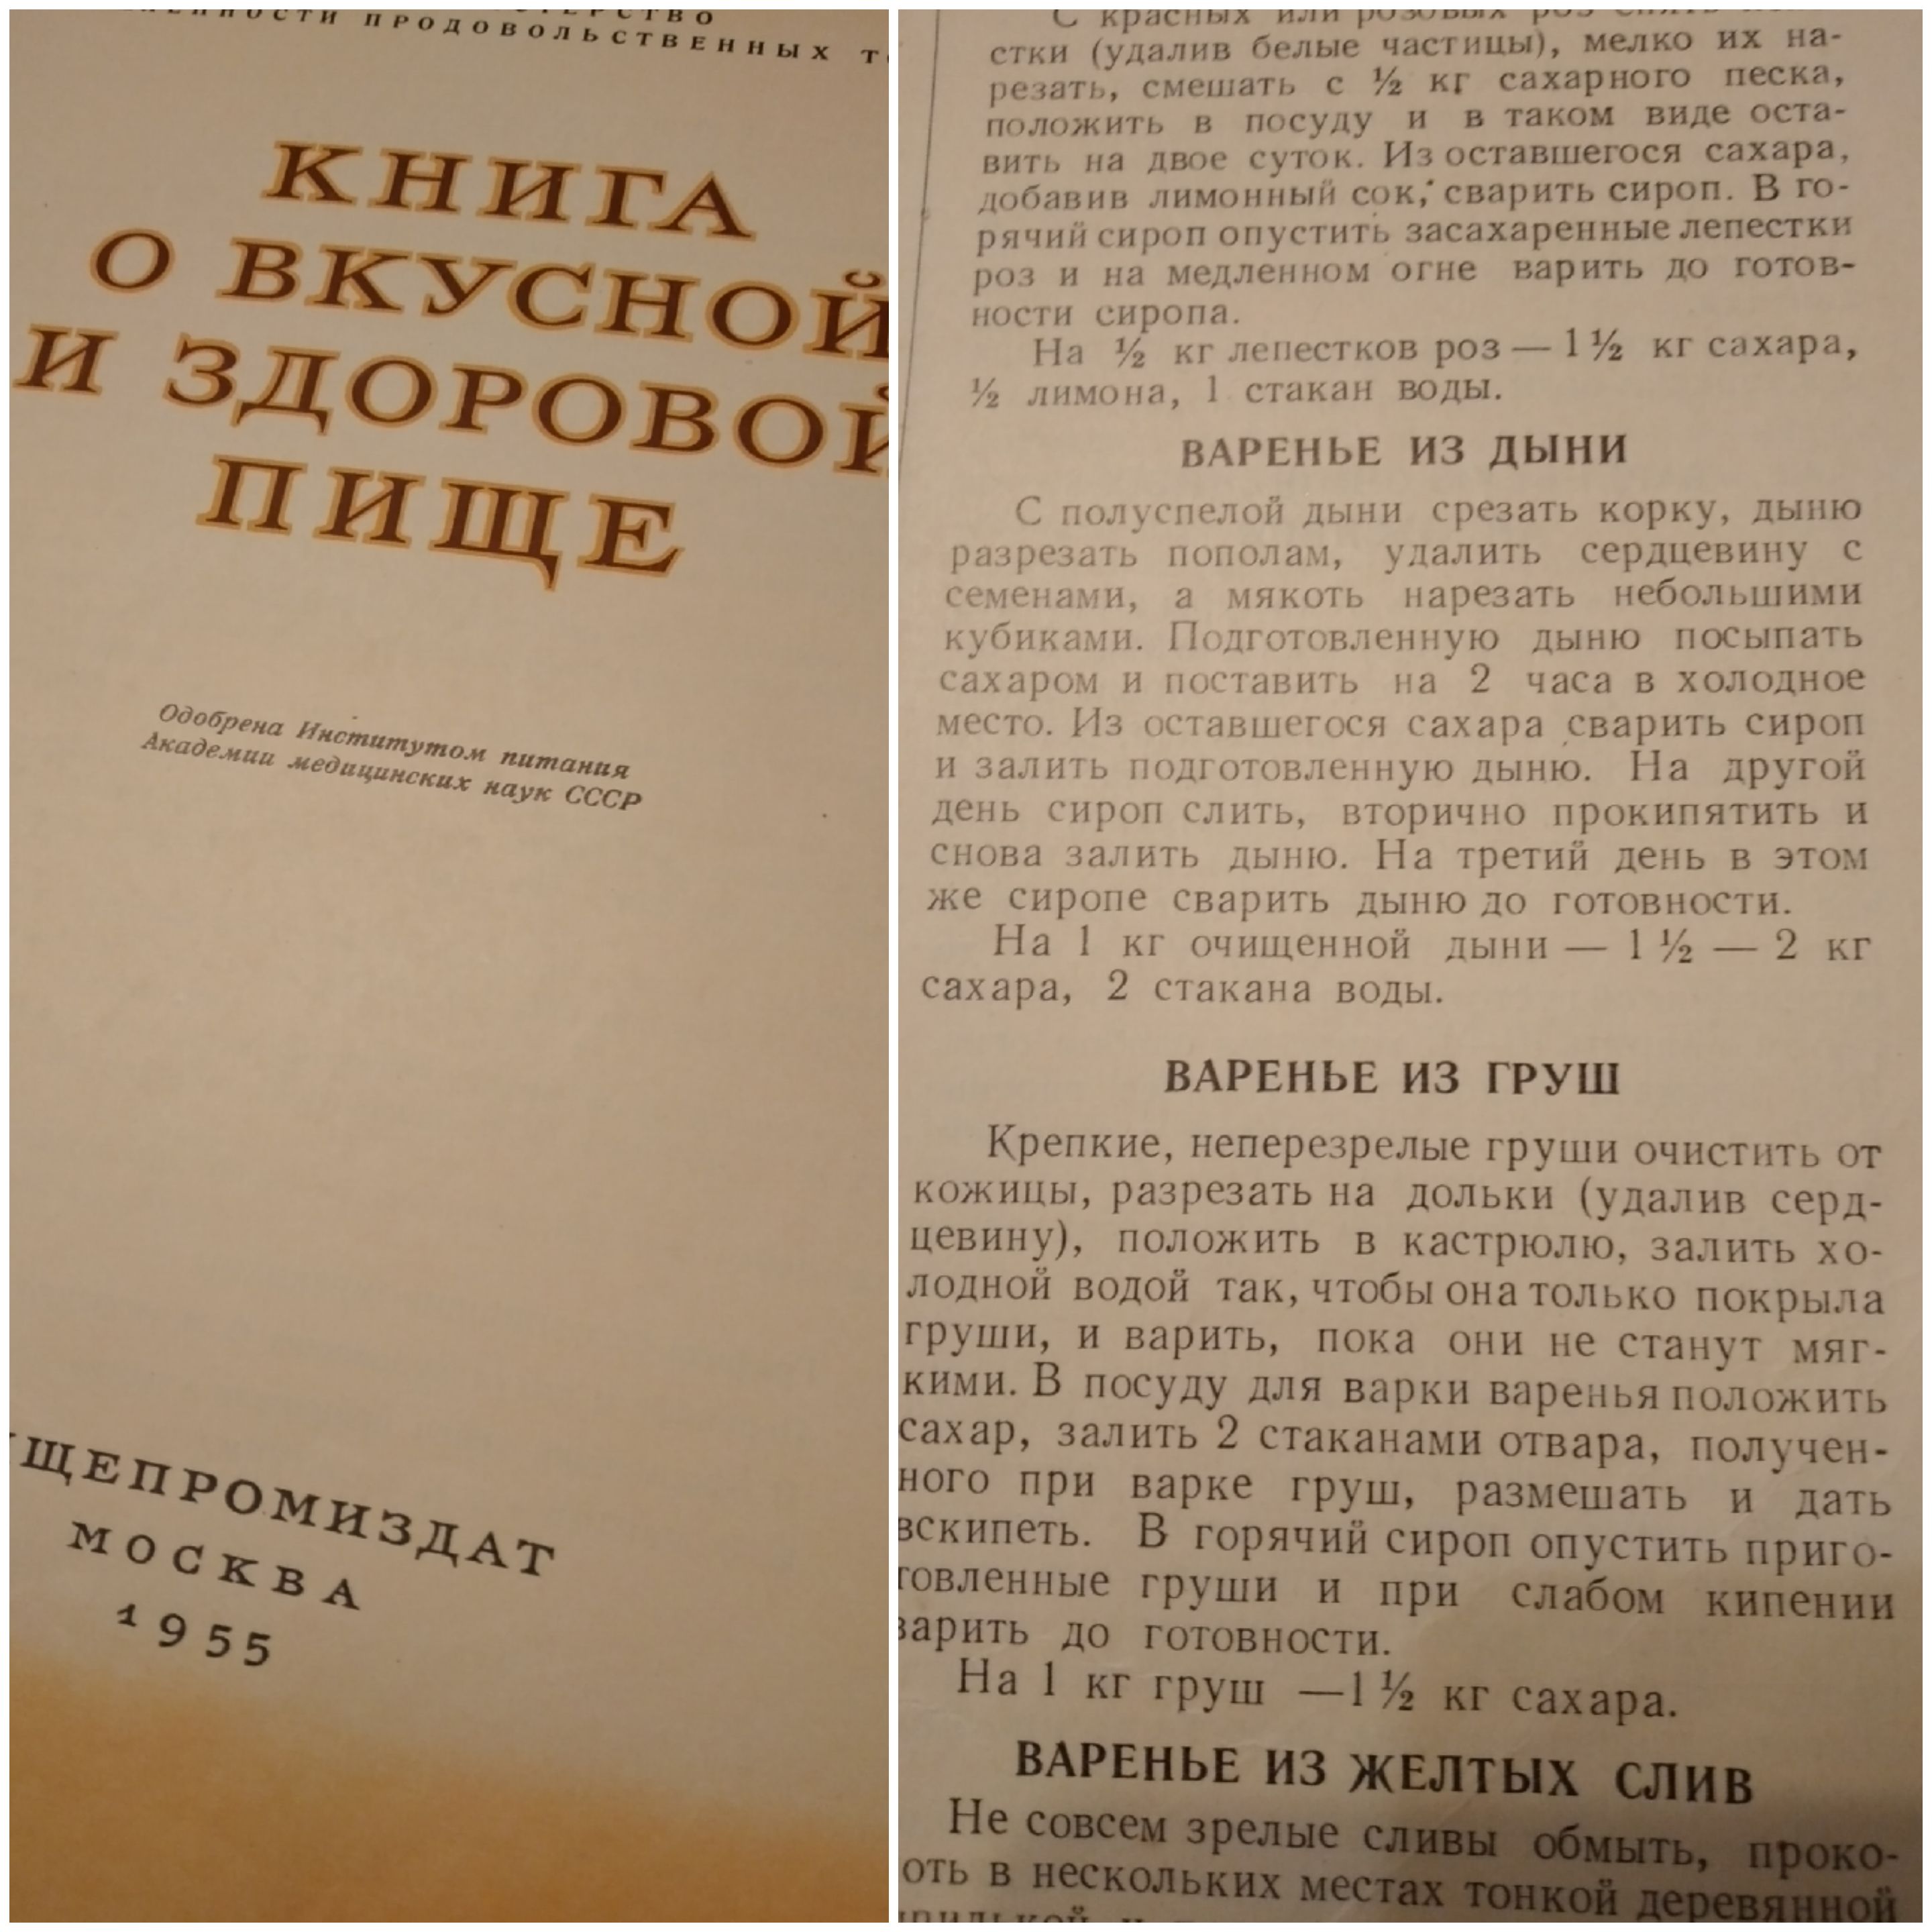 ПРОДОВОЛЬСТВЕННЫХ
КНИГА
О ВКУСНОЙ
И ЗДОРОВОЙ
ПИЩЕ
Одобрена Институтом питания
Академии медицинских наук СССР
ЩЕПРОМИЗДАТ
МОСКВА
1955
С красных или розовых роз
стки (удалив белые частицы), мелко их на-
резать, смешать с ½ кг сахарного песка,
положить в посуду и в таком виде оста-
вить на двое суток. Из оставшегося сахара,
добавив лимонный сок, сварить сироп. В го-
рячий сироп опустить засахаренные лепестки
роз и на медленном огне варить до готов-
ности сиропа.
На ½ кг лепестков роз — 1 ½ кг сахара,
½ лимона, 1 стакан воды.
ВАРЕНЬЕ ИЗ ДЫНИ
С полуспелой дыни срезать корку, дыню
разрезать пополам, удалить сердцевину с
семенами, а мякоть нарезать небольшими
кубиками. Подготовленную дыню посыпать
сахаром и поставить на 2 часа в холодное
место. Из оставшегося сахара сварить сироп
и залить подготовленную дыню. На другой
день сироп слить, вторично прокипятить и
снова залить дыню. На третий день в этом
же сиропе сварить дыню до готовности.
На 1 кг очищенной дыни — 1 ½ — 2 кг
сахара, 2 стакана воды.
ВАРЕНЬЕ ИЗ ГРУШ
Крепкие, неперезрелые груши очистить от
кожицы, разрезать на дольки (удалив серд-
цевину), положить в кастрюлю, залить хо-
лодной водой так, чтобы она только покрыла
груши, и варить, пока они не станут мяг-
кими. В посуду для варки варенья положить
сахар, залить 2 стаканами отвара, получен-
ного при варке груш, размешать и дать
вскипеть. В горячий сироп опустить приго-
товленные груши и при слабом кипении
варить до готовности.
На 1 кг груш — 1 ½ кг сахара.
ВАРЕНЬЕ ИЗ ЖЕЛТЫХ СЛИВ
Не совсем зрелые сливы обмыть, проко-
оть в нескольких местах тонкой деревянной